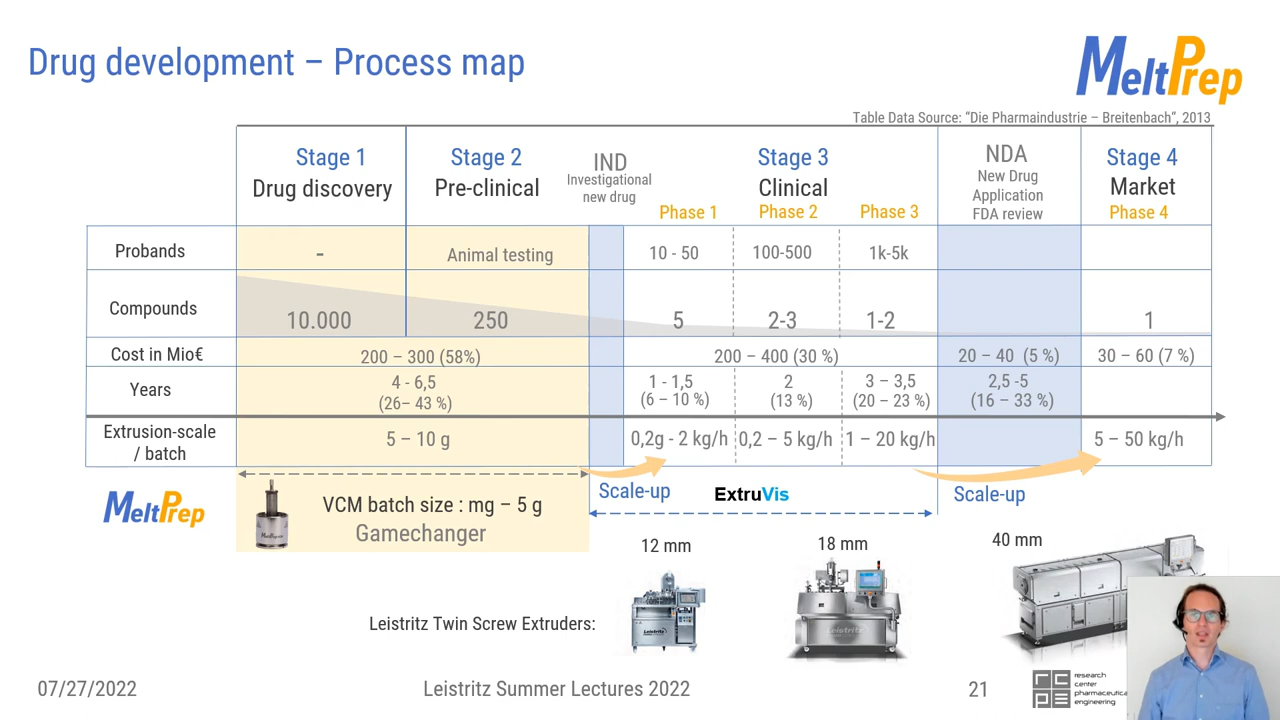 Drug development – Process map
MeltPrep
Table Data Source: "Die Pharmaindustrie – Breitenbach", 2013
Stage 1
Drug discovery
Stage 2
Pre-clinical
IND
Investigational
new drug
Stage 3
Clinical
Phase 1 Phase 2 Phase 3
NDA
New Drug
Application
FDA review
Stage 4
Market
Phase 4
Probands - Animal testing 10 - 50 100-500 1k-5k
Compounds 10.000 250 5 2-3 1-2 1
Cost in Mio€ 200 – 300 (58%) 200 – 400 (30 %) 20 – 40 (5 %) 30 – 60 (7 %)
Years 4 - 6,5 1 - 1,5 2 3 – 3,5 2,5 -5
(26– 43 %) (6 – 10 %) (13 %) (20 – 23 %) (16 – 33 %)
Extrusion-scale
/ batch
5 – 10 g 0,2g - 2 kg/h 0,2 – 5 kg/h 1 – 20 kg/h 5 – 50 kg/h
MeltPrep
MeltPrep
VCM batch size : mg – 5 g
Gamechanger
Scale-up
ExtruVis
Scale-up
12 mm
18 mm
40 mm
Leistritz Twin Screw Extruders:
Leistritz
Leistritz
07/27/2022
Leistritz Summer Lectures 2022
21
rcpe
research
center
pharmaceutica
engineering